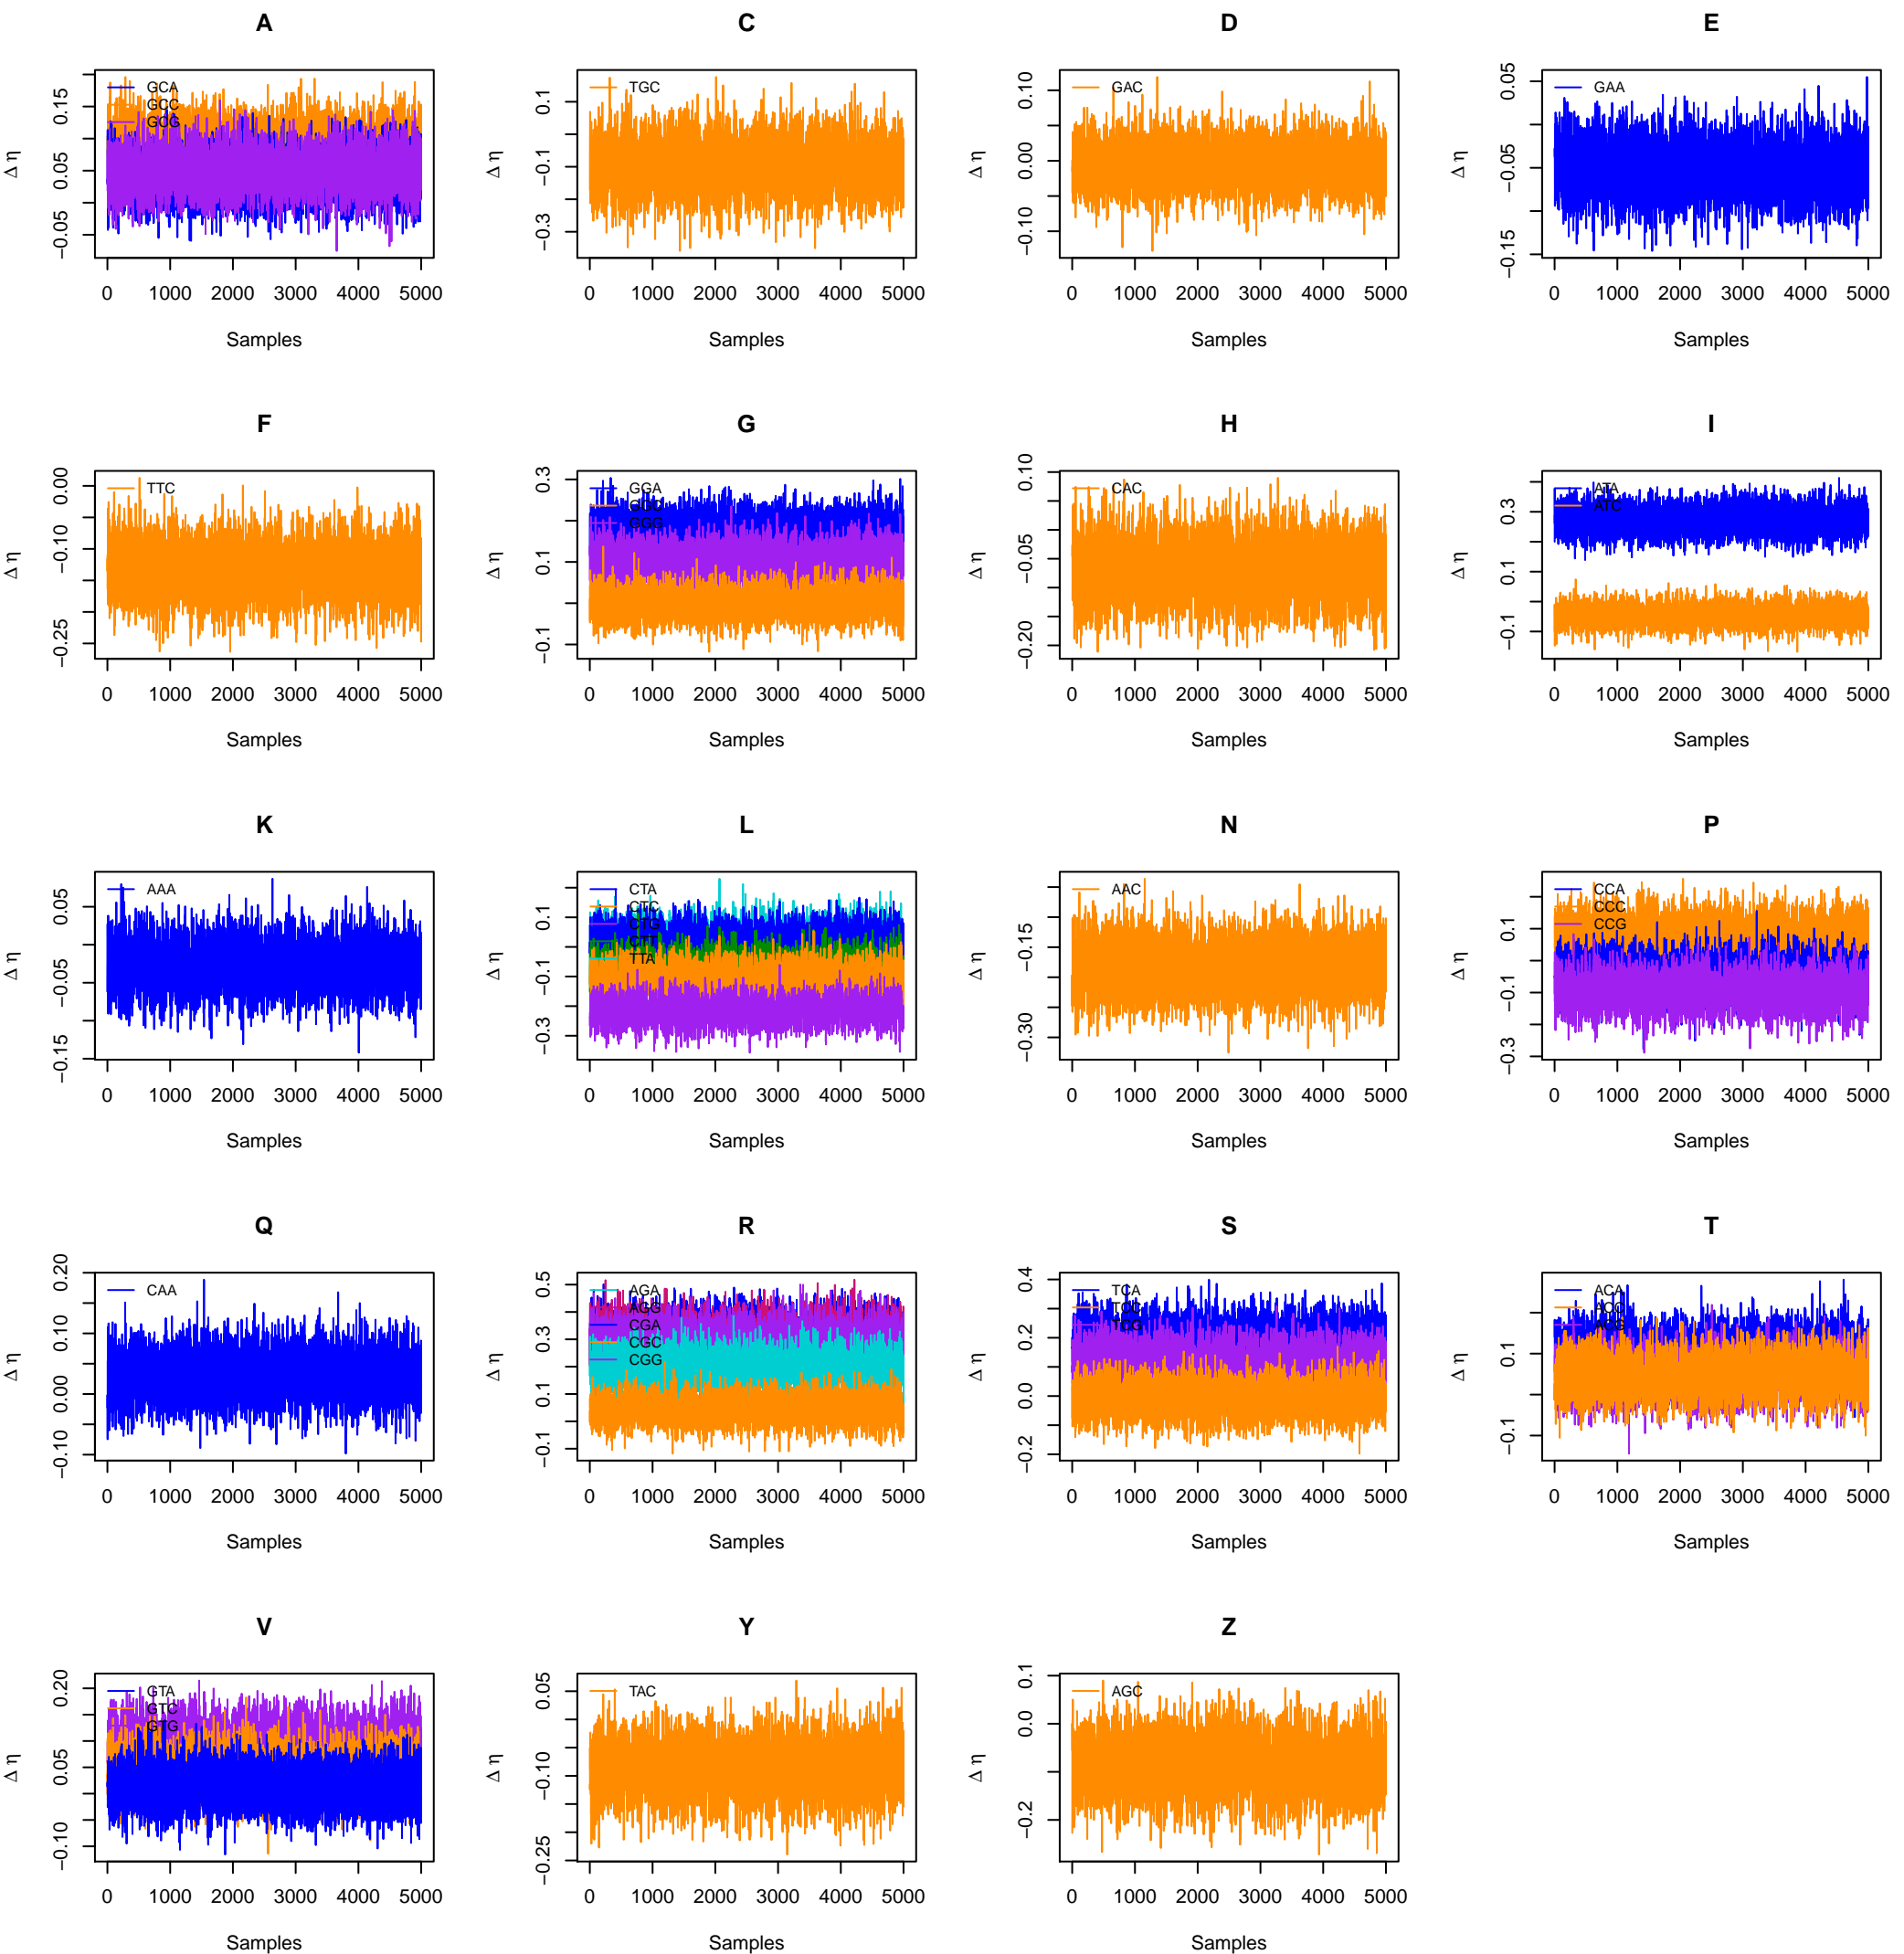 A
C
D
E
Δ η
−0.05 0.05 0.15
GCA
GCC
GCG
0 1000 2000 3000 4000 5000
Samples
Δ η
−0.3 −0.1 0.1
TGC
0 1000 2000 3000 4000 5000
Samples
Δ η
−0.10 0.00 0.10
GAC
0 1000 2000 3000 4000 5000
Samples
Δ η
−0.15 −0.05 0.05
GAA
0 1000 2000 3000 4000 5000
Samples
F
G
H
I
Δ η
−0.25 −0.10 0.00
TTC
0 1000 2000 3000 4000 5000
Samples
Δ η
−0.1 0.1 0.3
GGA
GGC
GGG
0 1000 2000 3000 4000 5000
Samples
Δ η
−0.20 −0.05 0.10
CAC
0 1000 2000 3000 4000 5000
Samples
Δ η
−0.1 0.1 0.3
ATA
ATC
0 1000 2000 3000 4000 5000
Samples
K
L
N
P
Δ η
−0.15 −0.05 0.05
AAA
0 1000 2000 3000 4000 5000
Samples
Δ η
−0.3 −0.1 0.1
CTA
CTC
CTG
CTT
TTA
0 1000 2000 3000 4000 5000
Samples
Δ η
−0.30 −0.15
AAC
0 1000 2000 3000 4000 5000
Samples
Δ η
−0.3 −0.1 0.1
CCA
CCC
CCG
0 1000 2000 3000 4000 5000
Samples
Q
R
S
T
Δ η
−0.10 0.00 0.10 0.20
CAA
0 1000 2000 3000 4000 5000
Samples
Δ η
−0.1 0.1 0.3 0.5
AGA
AGG
CGA
CGC
CGG
0 1000 2000 3000 4000 5000
Samples
Δ η
−0.2 0.0 0.2 0.4
TCA
TCC
TCG
0 1000 2000 3000 4000 5000
Samples
Δ η
−0.1 0.1
ACA
ACC
ACG
0 1000 2000 3000 4000 5000
Samples
V
Y
Z
Δ η
−0.10 0.05 0.20
GTA
GTC
GTG
0 1000 2000 3000 4000 5000
Samples
Δ η
−0.25 −0.10 0.05
TAC
0 1000 2000 3000 4000 5000
Samples
Δ η
−0.2 0.0 0.1
AGC
0 1000 2000 3000 4000 5000
Samples